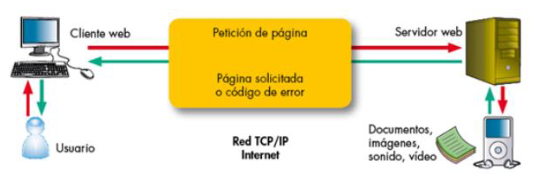 Cliente web
Petición de página
Servidor web
Página solicitada
o código de error
Usuario
Red TCP/IP
Internet
Documentos,
imágenes,
sonido, vídeo